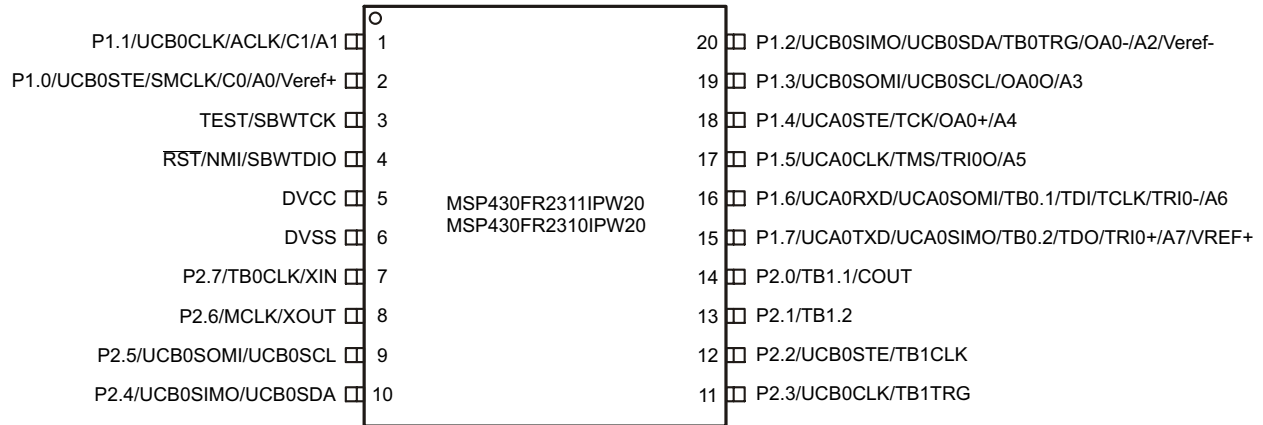 P1.1/UCB0CLK/ACLK/C1/A1 1 20 P1.2/UCB0SIMO/UCB0SDA/TB0TRG/OA0-/A2/Veref-
P1.0/UCB0STE/SMCLK/C0/A0/Veref+ 2 19 P1.3/UCB0SOMI/UCB0SCL/OA0O/A3
TEST/SBWTCK 3 18 P1.4/UCA0STE/TCK/OA0+/A4
RST/NMI/SBWTDIO 4 17 P1.5/UCA0CLK/TMS/TRI0O/A5
DVCC 5 16 P1.6/UCA0RXD/UCA0SOMI/TB0.1/TDI/TCLK/TRI0-/A6
MSP430FR2311IPW20
MSP430FR2310IPW20
DVSS 6 15 P1.7/UCA0TXD/UCA0SIMO/TB0.2/TDO/TRI0+/A7/VREF+
P2.7/TB0CLK/XIN 7 14 P2.0/TB1.1/COUT
P2.6/MCLK/XOUT 8 13 P2.1/TB1.2
P2.5/UCB0SOMI/UCB0SCL 9 12 P2.2/UCB0STE/TB1CLK
P2.4/UCB0SIMO/UCB0SDA 10 11 P2.3/UCB0CLK/TB1TRG